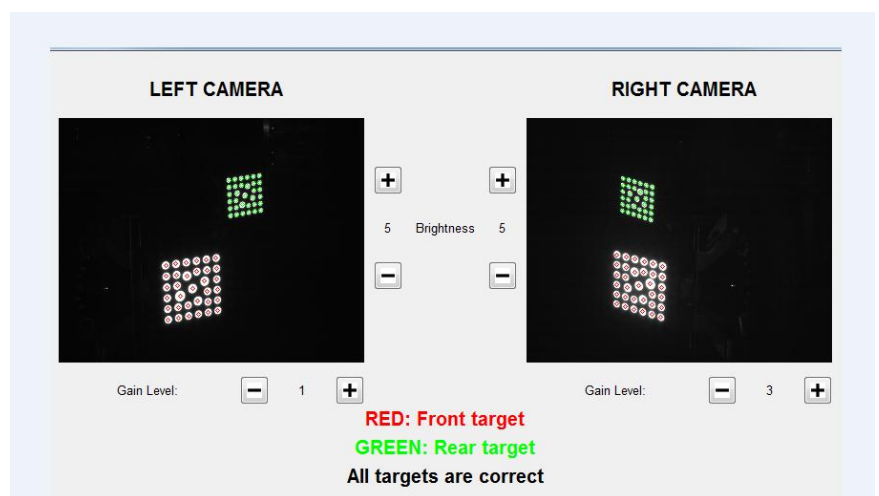 LEFT CAMERA
RIGHT CAMERA
5 Brightness 5
Gain Level: 1
Gain Level: 3
RED: Front target
GREEN: Rear target
All targets are correct